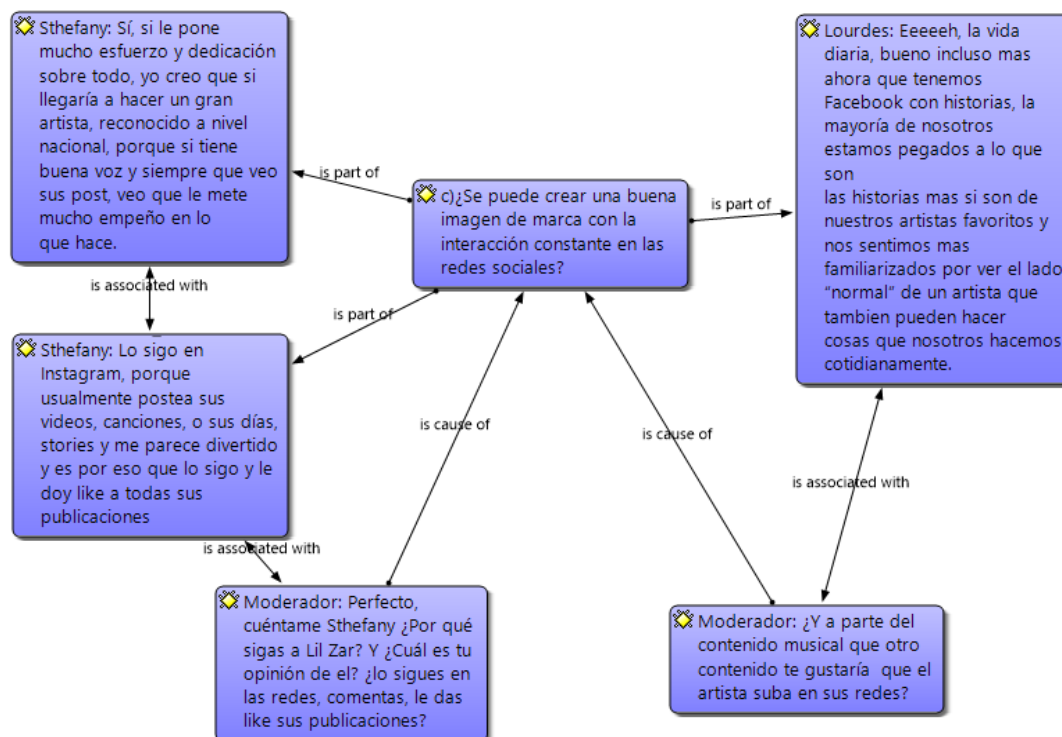 Sthefany: Sí, si le pone
mucho esfuerzo y dedicación
sobre todo, yo creo que si
llegaría a hacer un gran
artista, reconocido a nivel
nacional, porque si tiene
buena voz y siempre que veo
sus post, veo que le mete
mucho empeño en lo
que hace.
is part of
c)¿Se puede crear una buena
imagen de marca con la
interacción constante en las
redes sociales?
is part of
Lourdes: Eeeeeh, la vida
diaria, bueno incluso mas
ahora que tenemos
Facebook con historias, la
mayoría de nosotros
estamos pegados a lo que
son
las historias mas si son de
nuestros artistas favoritos y
nos sentimos mas
familiarizados por ver el lado
“normal” de un artista que
tambien pueden hacer
cosas que nosotros hacemos
cotidianamente.
is associated with
is part of
Sthefany: Lo sigo en
Instagram, porque
usualmente postea sus
videos, canciones, o sus días,
stories y me parece divertido
y es por eso que lo sigo y le
doy like a todas sus
publicaciones
is cause of
is cause of
is associated with
is associated with
Moderador: Perfecto,
cuéntame Sthefany ¿Por qué
sigas a Lil Zar? Y ¿Cuál es tu
opinión de el? ¿lo sigues en
las redes, comentas, le das
like sus publicaciones?
Moderador: ¿Y a parte del
contenido musical que otro
contenido te gustaría  que el
artista suba en sus redes?